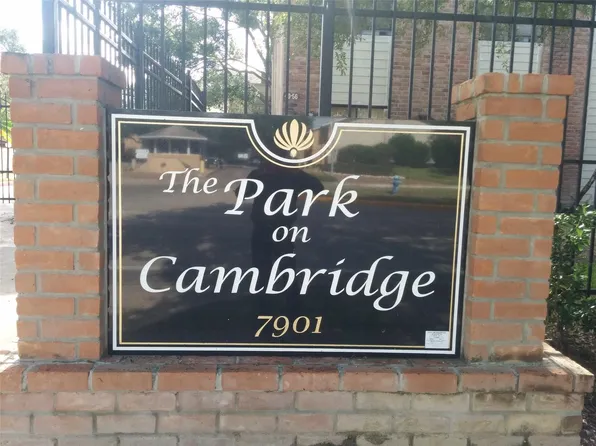 The Park
on
Cambridge
7901